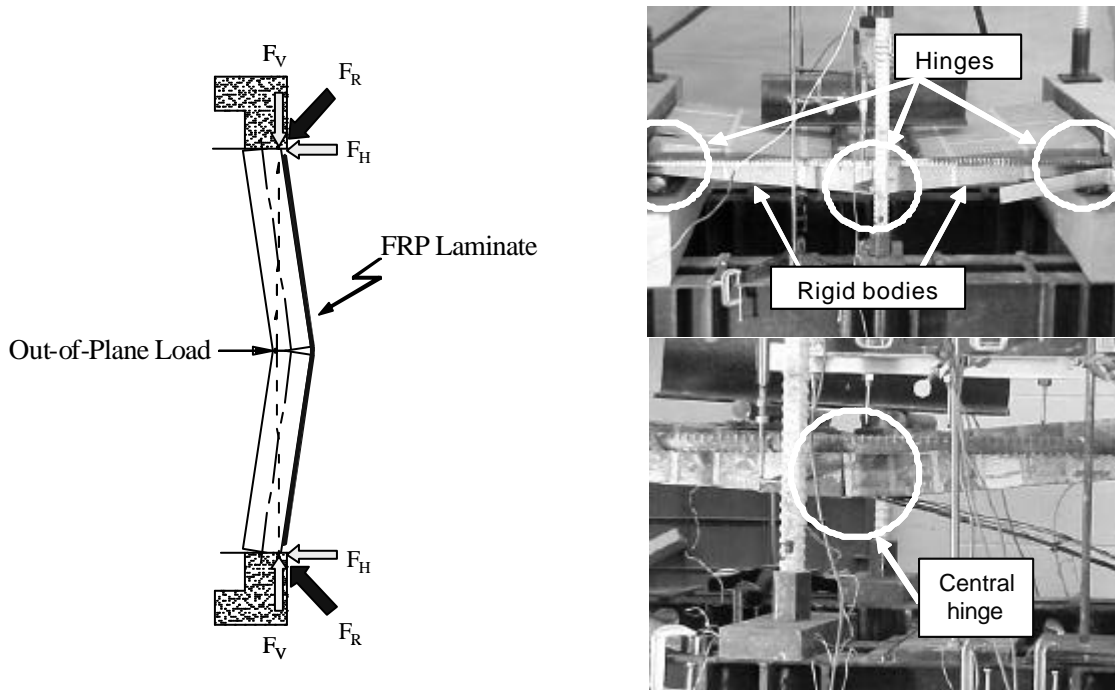 F_V
F_R
F_H
FRP Laminate
Out-of-Plane Load
F_H
F_R
F_V
Hinges
Rigid bodies
Central
hinge